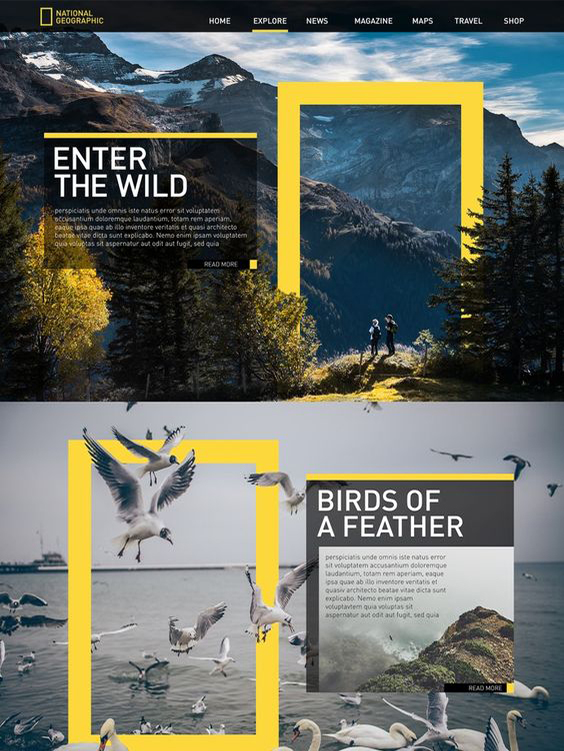 NATIONAL
GEOGRAPHIC
HOME EXPLORE NEWS MAGAZINE MAPS TRAVEL SHOP
ENTER
THE WILD
perspiciatis unde omnis iste natus error sit voluptatem
accusantium doloremque laudantium, totam rem aperiam,
eaque ipsa quae ab illo inventore veritatis et quasi architecto
beatae vitae dicta sunt explicabo. Nemo enim ipsam voluptatem
quia voluptas sit aspernatur aut odit aut fugit, sed quia
READ MORE
BIRDS OF
A FEATHER
perspiciatis unde omnis iste natus error
sit voluptatem accusantium doloremque
laudantium, totam rem aperiam, eaque
ipsa quae ab illo inventore veritatis et
quasiv architecto beatae vitae dicta sunt
explicabo. Nemo enim ipsam
voluptavtem quia voluptas sit
aspernatur aut odit aut fugit, sed quia
READ MORE